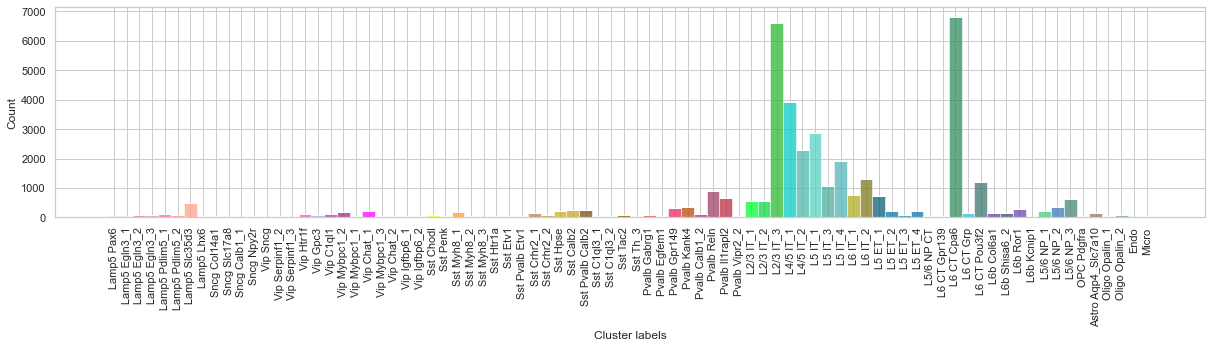 7000
6000
5000
4000
3000
2000
1000
0
Count
Lamp5 Pax6
Lamp5 Egln3_1
Lamp5 Egln3_2
Lamp5 Egln3_3
Lamp5 Pdlim5_1
Lamp5 Pdlim5_2
Lamp5 Slc35d3
Lamp5 Lhx6
Sncg Col14a1
Sncg Slc17a8
Sncg Calb1_1
Sncg Npy2r
Vip Sncg
Vip Serpinf1_2
Vip Serpinf1_3
Vip Htr1f
Vip Gpc3
Vip C1ql1
Vip Mybpc1_2
Vip Mybpc1_1
Vip Chat_1
Vip Mybpc1_3
Vip Chat_2
Vip Igfbp6_1
Vip Igfbp6_2
Sst Chodl
Sst Penk
Sst Myh8_1
Sst Myh8_2
Sst Myh8_3
Sst Htr1a
Sst Etv1
Sst Pvalb Etv1
Sst Crhr2_1
Sst Crhr2_2
Sst Hpse
Sst Calb2
Sst Pvalb Calb2
Sst C1ql3_1
Sst C1ql3_2
Sst Tac2
Sst Th_3
Pvalb Gabrg1
Pvalb Egfem1
Pvalb Gpr149
Pvalb Kank4
Pvalb Calb1_2
Pvalb Reln
Pvalb Il1rapl2
Pvalb Vipr2_2
L2/3 IT_1
L2/3 IT_2
L2/3 IT_3
L4/5 IT_1
L4/5 IT_2
L5 IT_1
L5 IT_3
L5 IT_4
L6 IT_1
L6 IT_2
L5 ET_1
L5 ET_2
L5 ET_3
L5 ET_4
L5/6 NP CT
L6 CT Gpr139
L6 CT Cpa6
L6 CT Grp
L6 CT Pou3f2
L6b Col6a1
L6b Shisa6_2
L6b Ror1
L6b Kcnip1
L5/6 NP_1
L5/6 NP_2
L5/6 NP_3
OPC Pdgfra
Astro Aqp4_Slc7a10
Oligo Opalin_1
Oligo Opalin_2
Endo
Micro
Cluster labels